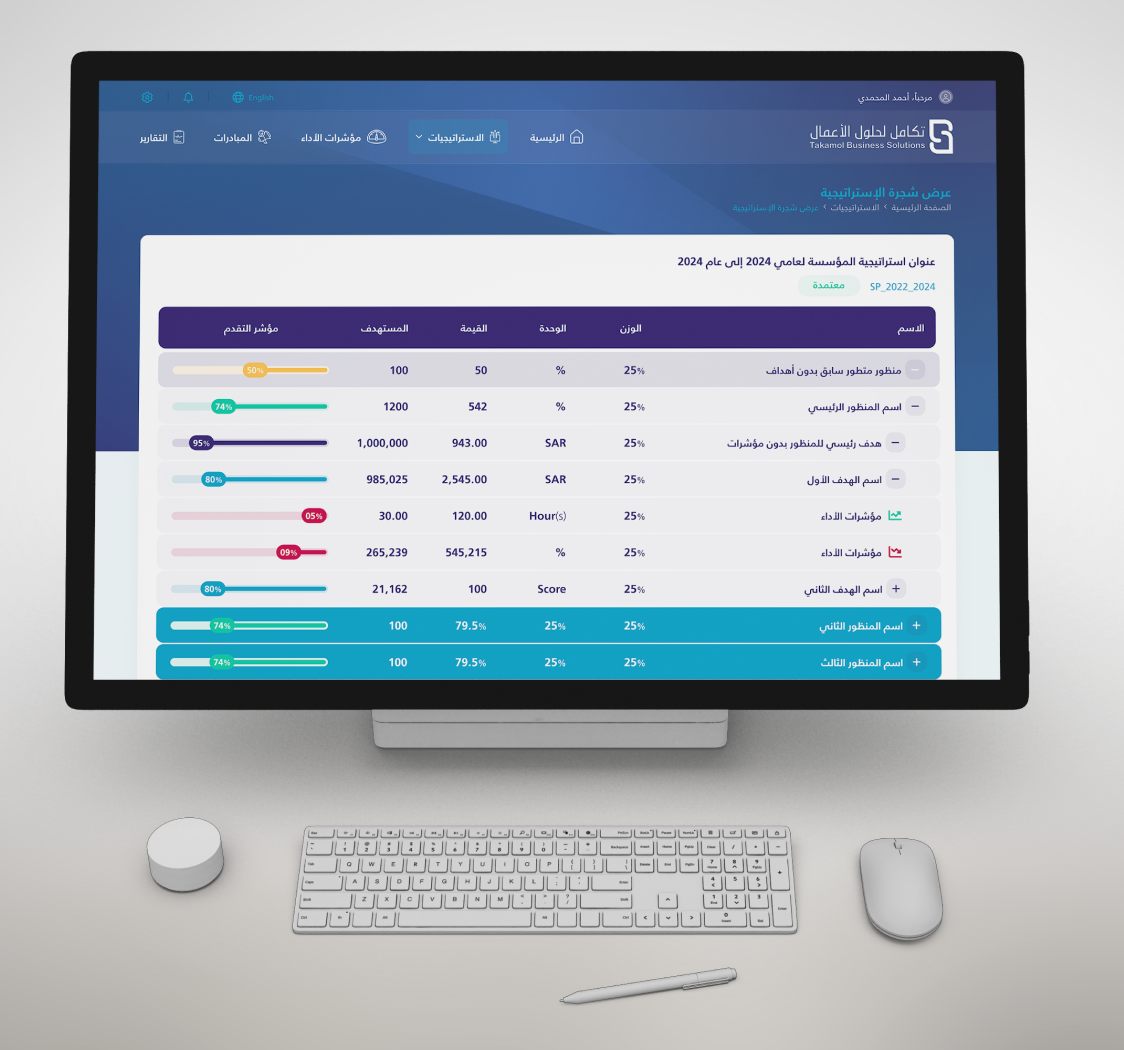 مرحباً، أحمد المحمدي
English
تكامل لحلول الأعمال
Takamol Business Solutions
الرئيسية الاستراتيجيات مؤشرات الأداء المبادرات التقارير
عرض شجرة الإستراتيجية
الصفحة الرئيسية › الاستراتيجيات › عرض شجرة الإستراتيجية
عنوان استراتيجية المؤسسة لعامي 2024 إلى عام 2024
SP_2022_2024 معتمدة
الاسم الوزن الوحدة القيمة المستهدف مؤشر التقدم
منظور متطور سابق بدون أهداف 25% % 50 100 50%
اسم المنظور الرئيسي 25% % 542 1200 74%
هدف رئيسي للمنظور بدون مؤشرات 25% SAR 943.00 1,000,000 95%
اسم الهدف الأول 25% SAR 2,545.00 985,025 80%
مؤشرات الأداء 25% Hour(s) 120.00 30.00 05%
مؤشرات الأداء 25% % 545,215 265,239 09%
اسم الهدف الثاني 25% Score 100 21,162 80%
اسم المنظور الثاني 25% 25% 79.5% 100 74%
اسم المنظور الثالث 25% 25% 79.5% 100 74%